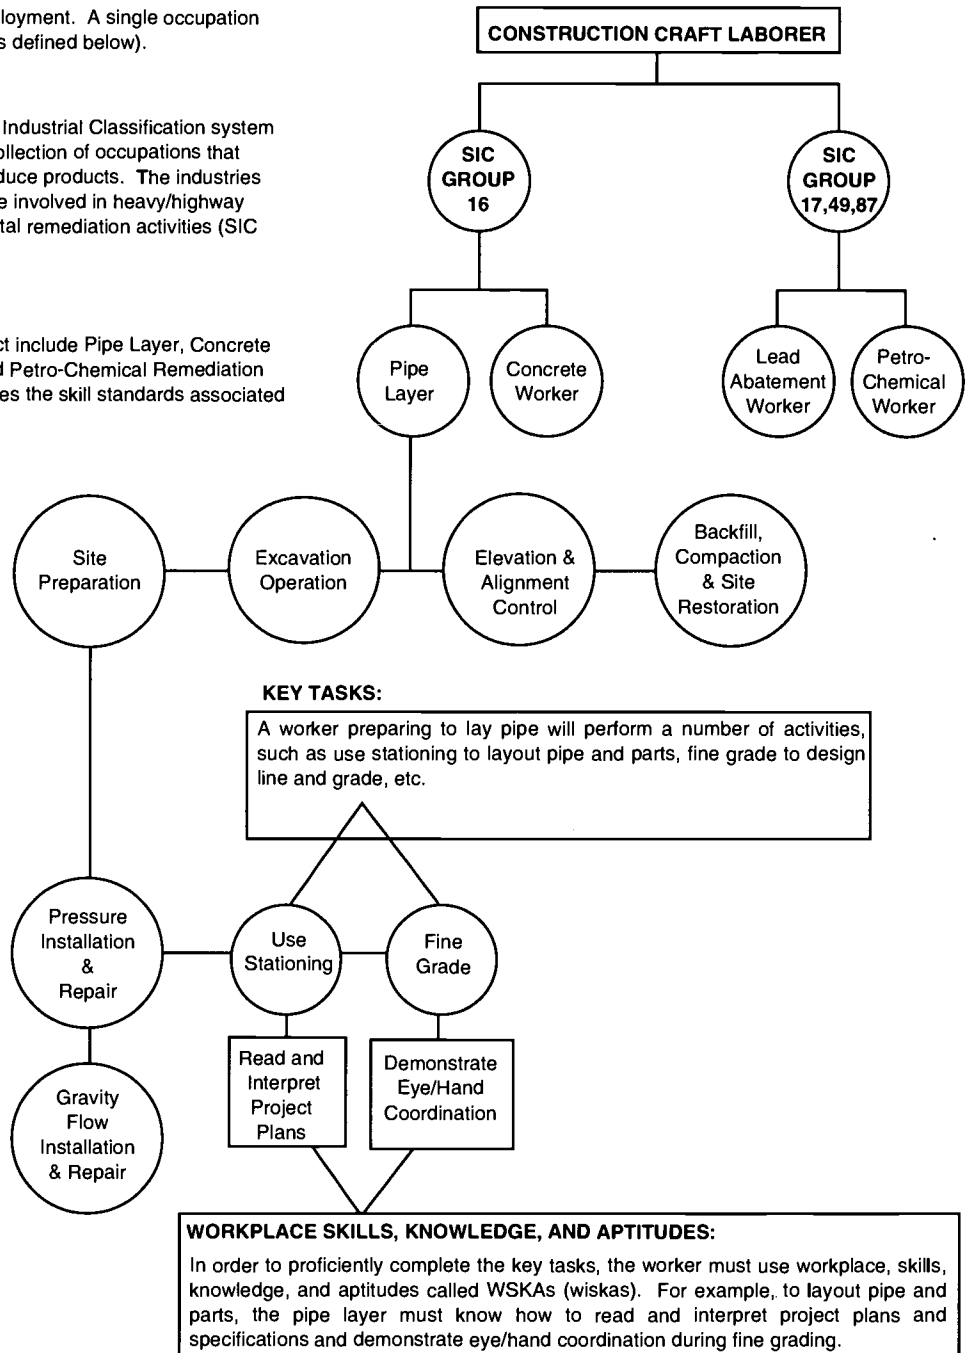 loyment.  A single occupation
s defined below).
Industrial Classification system
ollection of occupations that
duce products.  The industries
e involved in heavy/highway
tal remediation activities (SIC
ct include Pipe Layer, Concrete
d Petro-Chemical Remediation
es the skill standards associated
CONSTRUCTION CRAFT LABORER
SIC
GROUP
16
SIC
GROUP
17,49,87
Pipe
Layer
Concrete
Worker
Lead
Abatement
Worker
Petro-
Chemical
Worker
Site
Preparation
Excavation
Operation
Elevation &
Alignment
Control
Backfill,
Compaction
& Site
Restoration
KEY TASKS:
A worker preparing to lay pipe will perform a number of activities,
such as use stationing to layout pipe and parts, fine grade to design
line and grade, etc.
Pressure
Installation
&
Repair
Use
Stationing
Fine
Grade
Read and
Interpret
Project
Plans
Demonstrate
Eye/Hand
Coordination
Gravity
Flow
Installation
& Repair
WORKPLACE SKILLS, KNOWLEDGE, AND APTITUDES:
In order to proficiently complete the key tasks, the worker must use workplace, skills,
knowledge, and aptitudes called WSKAs (wiskas).  For example, to layout pipe and
parts, the pipe layer must know how to read and interpret project plans and
specifications and demonstrate eye/hand coordination during fine grading.